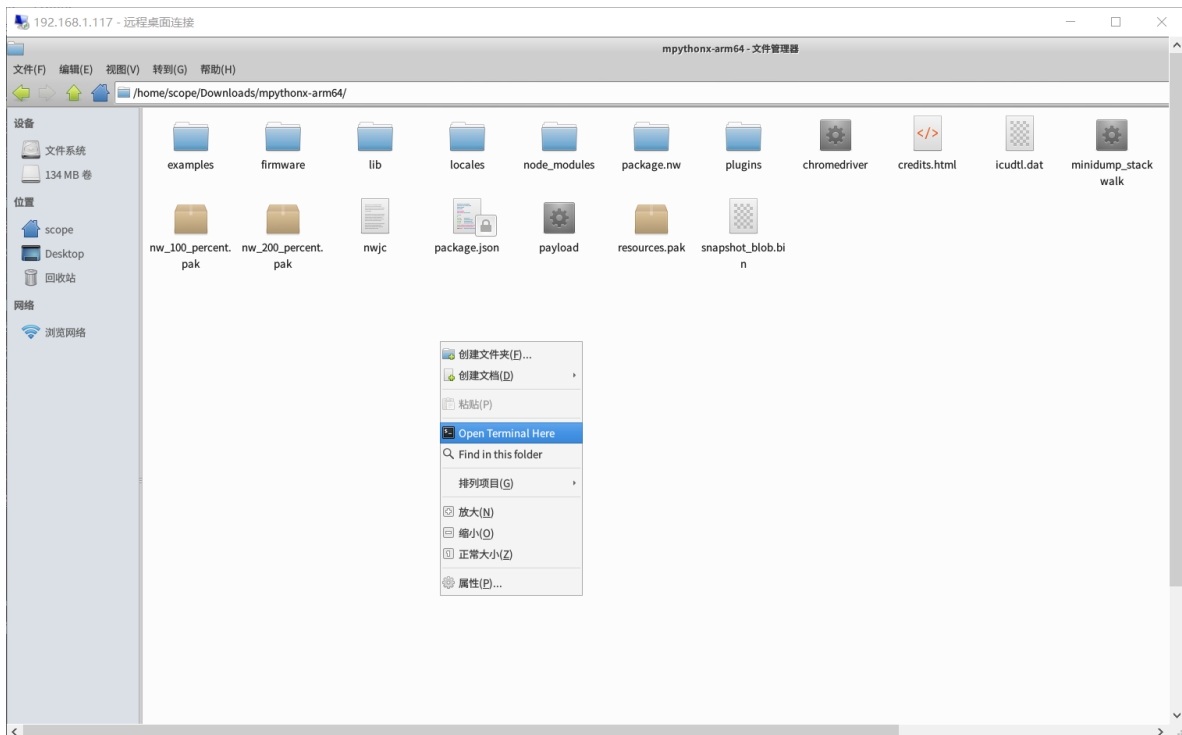 192.168.1.117 - 远程桌面连接
mpythonx-arm64 - 文件管理器
文件(F) 编辑(E) 视图(V) 转到(G) 帮助(H)
/home/scope/Downloads/mpythonx-arm64/
设备
文件系统
134 MB 卷
位置
scope
Desktop
回收站
网络
浏览网络
examples firmware lib locales node_modules package.nw plugins chromedriver credits.html icudtl.dat minidump_stack
walk
nw_100_percent. nw_200_percent. nwjc package.json payload resources.pak snapshot_blob.bi
pak pak n
创建文件夹(F)...
创建文档(D)
粘贴(P)
Open Terminal Here
Find in this folder
排列项目(G)
放大(N)
缩小(O)
正常大小(Z)
属性(P)...